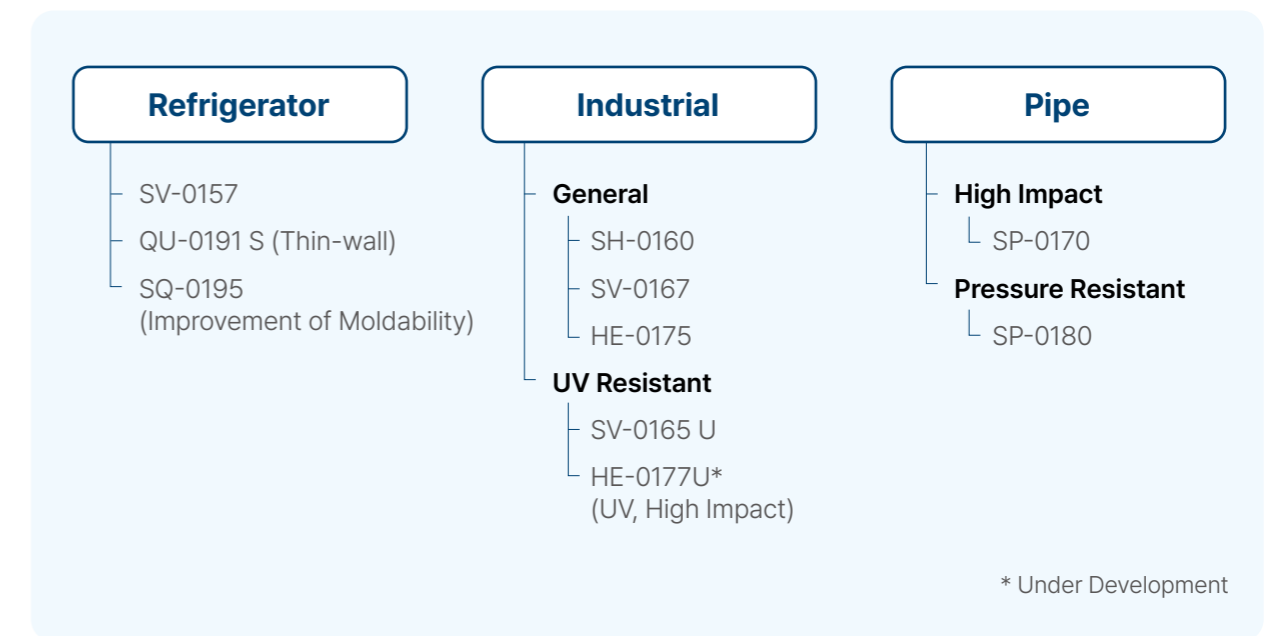 Refrigerator
SV-0157
QU-0191 S (Thin-wall)
SQ-0195
(Improvement of Moldability)
Industrial
General
SH-0160
SV-0167
HE-0175
UV Resistant
SV-0165 U
HE-0177U*
(UV, High Impact)
Pipe
High Impact
SP-0170
Pressure Resistant
SP-0180
* Under Development